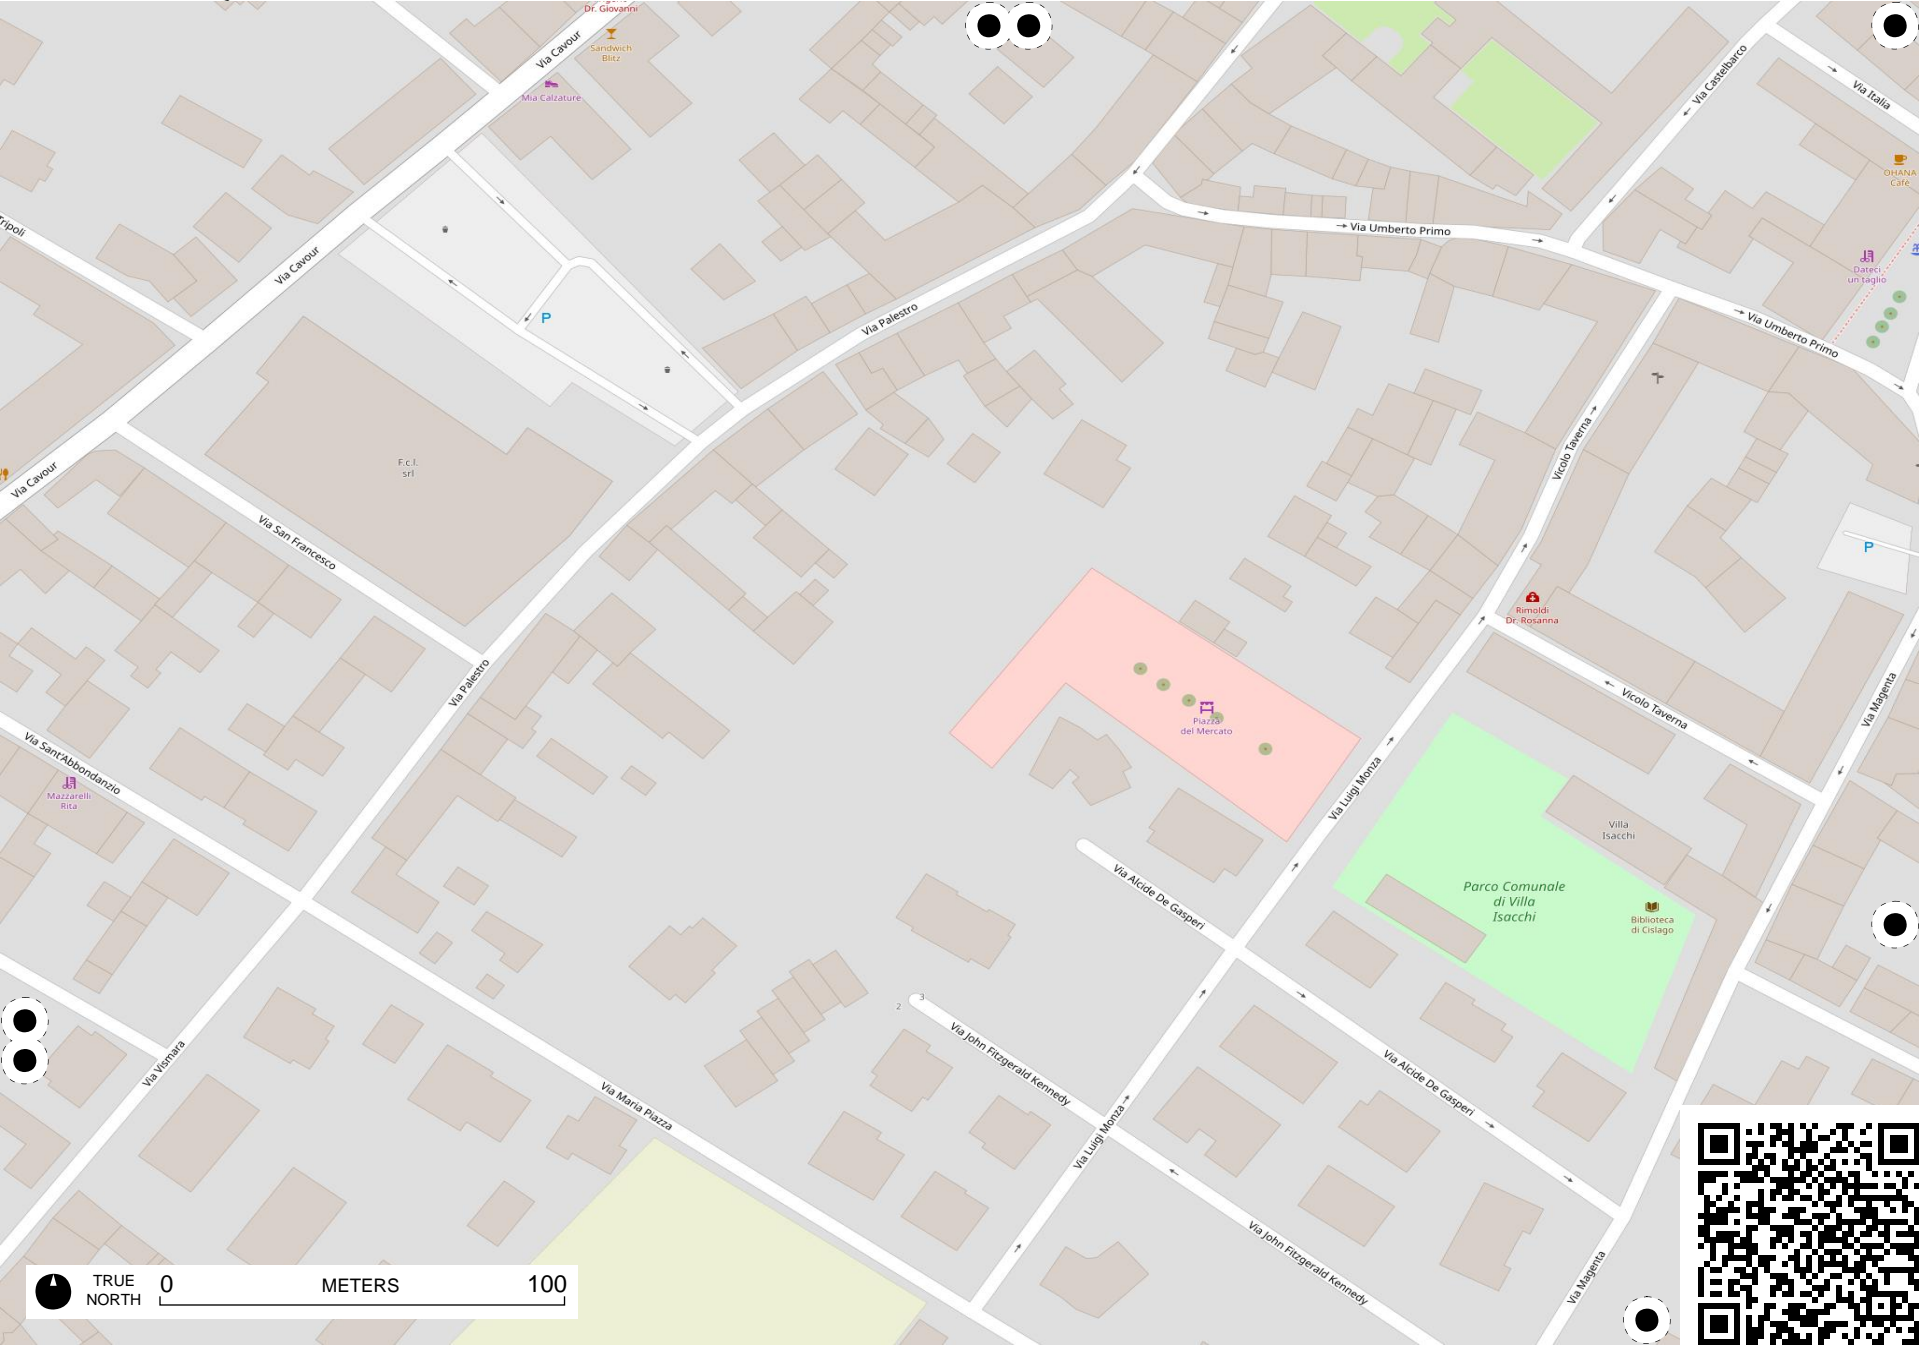 Dr. Giovanni
Via Cavour
Sandwich
Blitz
Mia Calzature
Via Castelbarco
Via Italia
OHANA
Café
Tripoli
Via Cavour
Via Umberto Primo
Dateci
un taglio
P
Via Palestro
Via Umberto Primo
Via Cavour
F.c.l.
srl
Vicolo Taverna
Via San Francesco
P
Rimoldi
Dr. Rosanna
Via Palestro
Piazza
del Mercato
Vicolo Taverna
Via Magenta
Via Sant'Abbondanzio
Mazzarelli
Rita
Via Luigi Monza
Villa
Isacchi
Via Alcide De Gasperi
Parco Comunale
di Villa
Isacchi
Biblioteca
di Cislago
3
2
Via John Fitzgerald Kennedy
Via Vismara
Via Maria Piazza
Via Luigi Monza
Via Alcide De Gasperi
Via John Fitzgerald Kennedy
Via Magenta
TRUE
NORTH
0 METERS 100